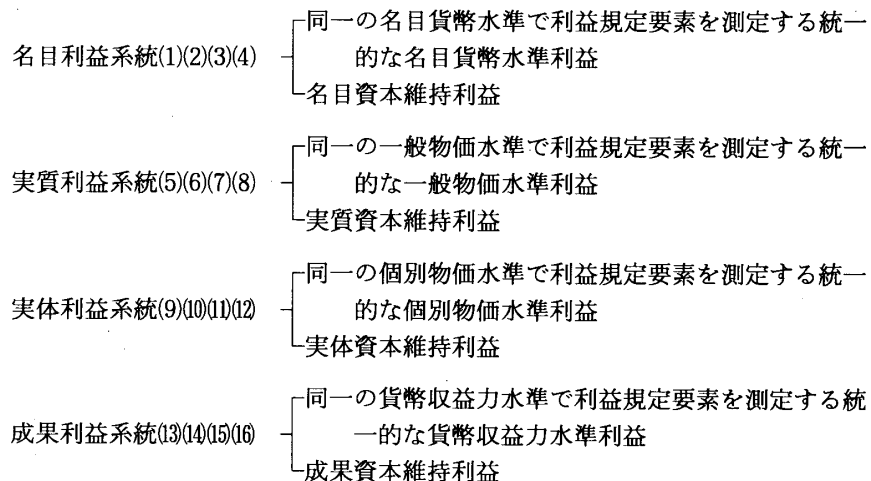 同一の名目貨幣水準で利益規定要素を測定する統一
名目利益系統(1)(2)(3)(4)
的な名目貨幣水準利益
名目資本維持利益
同一の一般物価水準で利益規定要素を測定する統一
実質利益系統(5)(6)(7)(8)
的な一般物価水準利益
実質資本維持利益
同一の個別物価水準で利益規定要素を測定する統一
実体利益系統(9)(10)(11)(12)
的な個別物価水準利益
実体資本維持利益
同一の貨幣収益力水準で利益規定要素を測定する統
成果利益系統(13)(14)(15)(16)
一的な貨幣収益力水準利益
成果資本維持利益